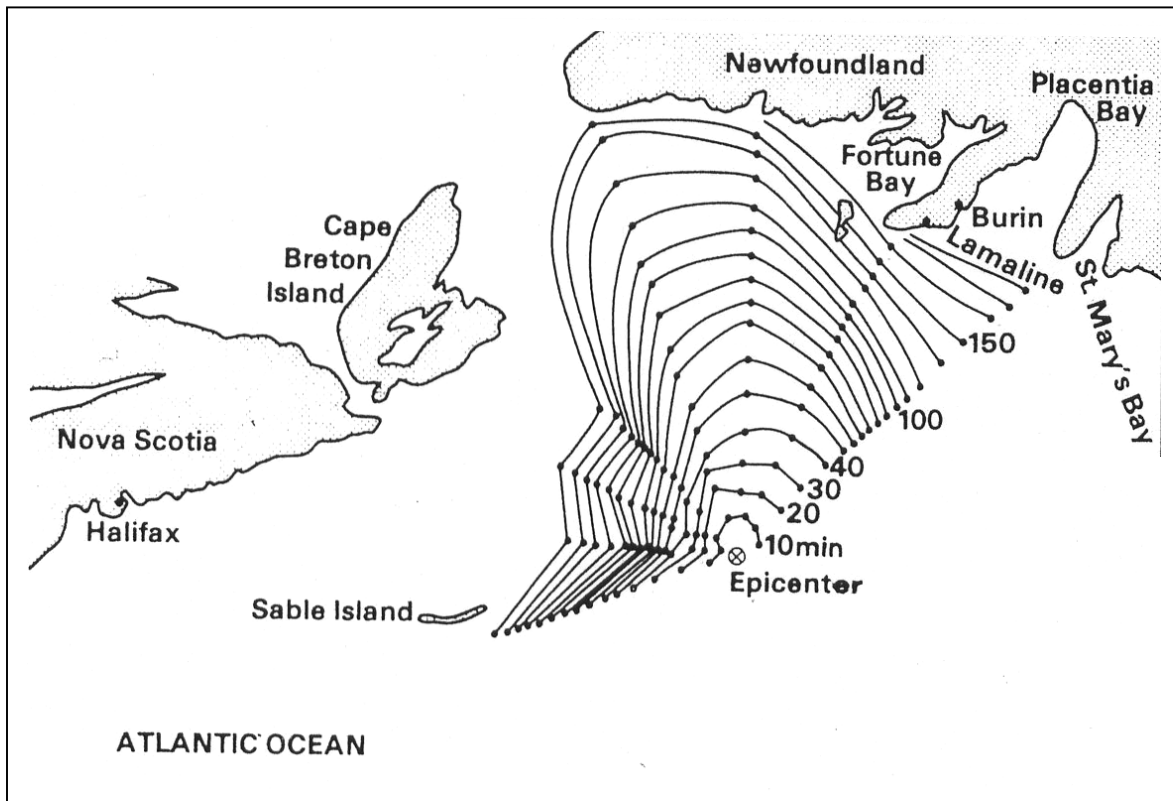 Newfoundland
Placentia
Bay
Fortune
Bay
Burin
Lamaline
St. Mary's Bay
Cape
Breton
Island
150
100
Nova Scotia
40
30
Halifax
20
10min
Epicenter
Sable Island
ATLANTIC OCEAN